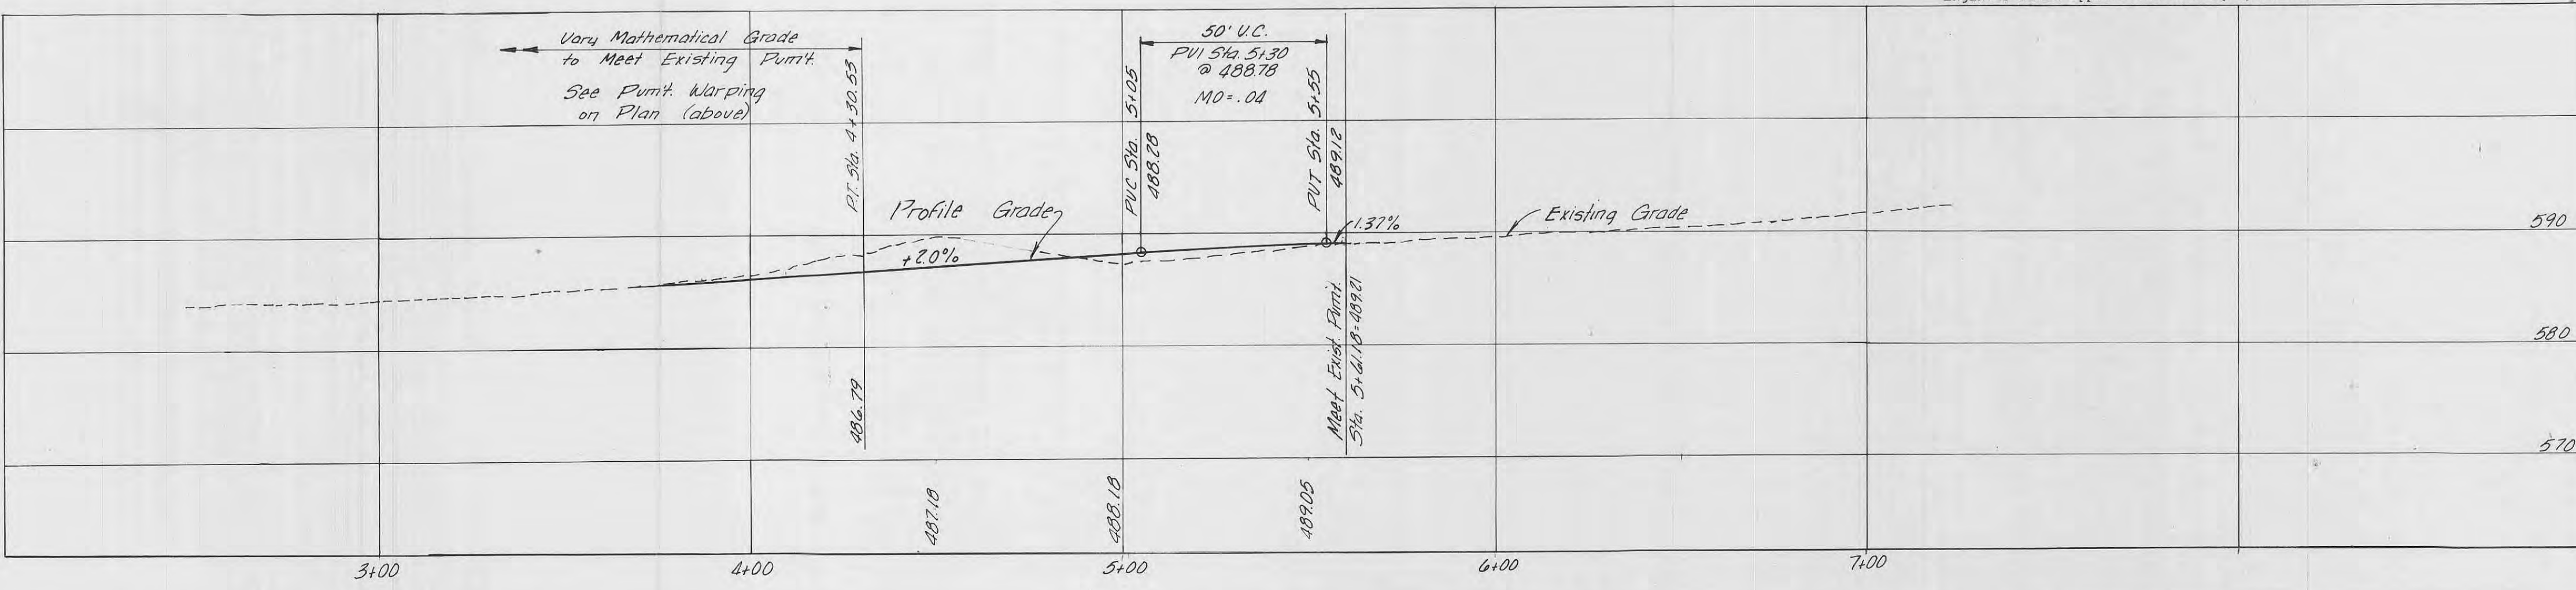 Vary Mathematical Grade
to Meet Existing Pvm't.
See Pvm't. Warping
on Plan (above)
P.T. Sta. 4+30.53
486.79
50' V.C.
PVI Sta. 5+30
@ 488.78
MO=.04
PVC Sta. 5+05
488.28
PVT Sta. 5+55
489.12
Profile Grade
+2.0%
1.37%
Existing Grade
Meet Exist. Pvm't.
Sta. 5+61.18=489.21
590
580
570
487.18
488.18
489.05
3+00
4+00
5+00
6+00
7+00